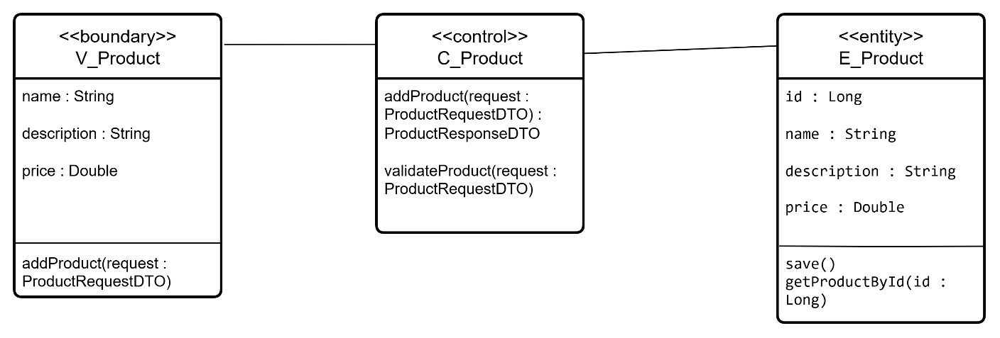 <<boundary>>
V_Product
name : String
description : String
price : Double
addProduct(request :
ProductRequestDTO)
<<control>>
C_Product
addProduct(request :
ProductRequestDTO) :
ProductResponseDTO
validateProduct(request :
ProductRequestDTO)
<<entity>>
E_Product
id : Long
name : String
description : String
price : Double
save()
getProductById(id :
Long)